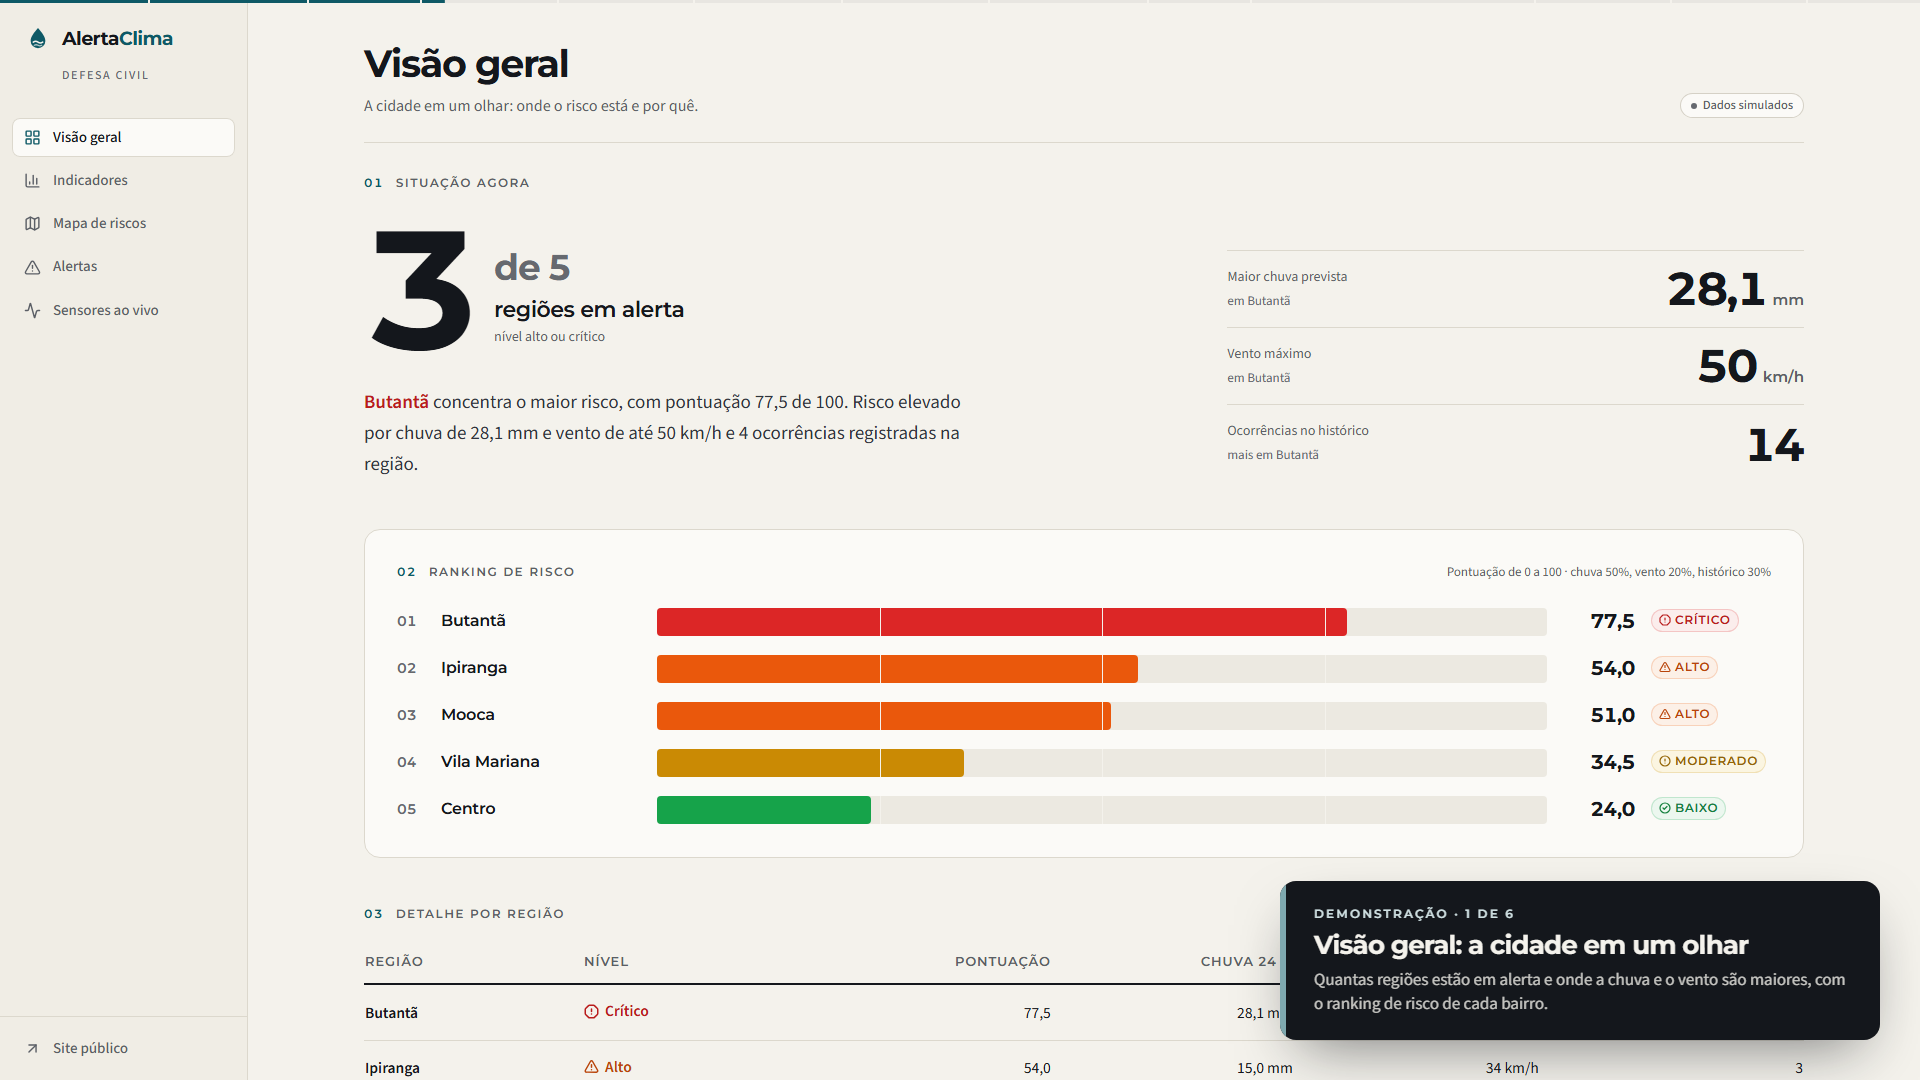 AlertaClima
DEFESA CIVIL
Visão geral
Indicadores
Mapa de riscos
Alertas
Sensores ao vivo
Site público
Visão geral
A cidade em um olhar: onde o risco está e por quê.
Dados simulados
01 SITUAÇÃO AGORA
3 de 5
regiões em alerta
nível alto ou crítico
Butantã concentra o maior risco, com pontuação 77,5 de 100. Risco elevado
por chuva de 28,1 mm e vento de até 50 km/h e 4 ocorrências registradas na
região.
Maior chuva prevista
em Butantã
28,1 mm
Vento máximo
em Butantã
50 km/h
Ocorrências no histórico
mais em Butantã
14
02 RANKING DE RISCO
Pontuação de 0 a 100 · chuva 50%, vento 20%, histórico 30%
01 Butantã 77,5 CRÍTICO
02 Ipiranga 54,0 ALTO
03 Mooca 51,0 ALTO
04 Vila Mariana 34,5 MODERADO
05 Centro 24,0 BAIXO
03 DETALHE POR REGIÃO
REGIÃO NÍVEL PONTUAÇÃO CHUVA 24
Butantã Crítico 77,5 28,1 m
Ipiranga Alto 54,0 15,0 mm 34 km/h 3
DEMONSTRAÇÃO · 1 DE 6
Visão geral: a cidade em um olhar
Quantas regiões estão em alerta e onde a chuva e o vento são maiores, com
o ranking de risco de cada bairro.